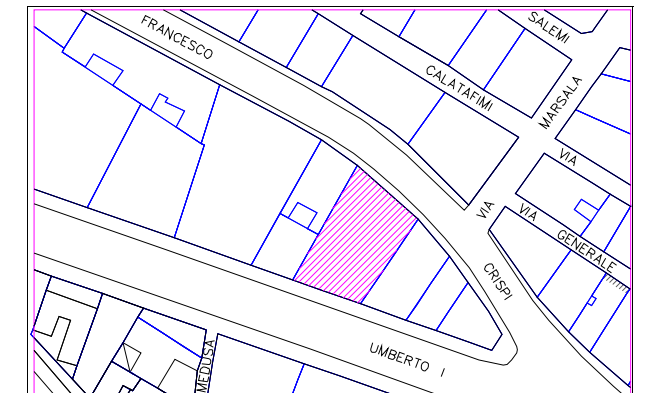 FRANCESCO
SALEMI
CALATAFIMI
MARSALA
VIA
VIA
VIA
GENERALE
CRISPI
UMBERTO I
MEDUSA